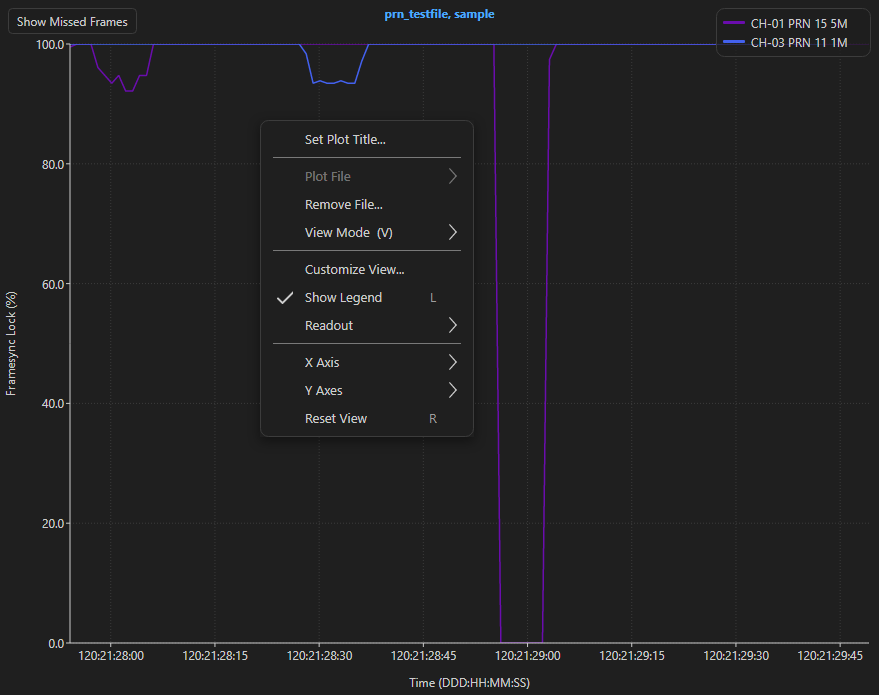 Show Missed Frames
prn_testfile, sample
CH-01 PRN 15 5M
CH-03 PRN 11 1M
100.0
80.0
60.0
40.0
20.0
0.0
Framesync Lock (%)
Set Plot Title...
Plot File
Remove File...
View Mode (V)
Customize View...
Show Legend L
Readout
X Axis
Y Axes
Reset View R
120:21:28:00 120:21:28:15 120:21:28:30 120:21:28:45 120:21:29:00 120:21:29:15 120:21:29:30 120:21:29:45
Time (DDD:HH:MM:SS)